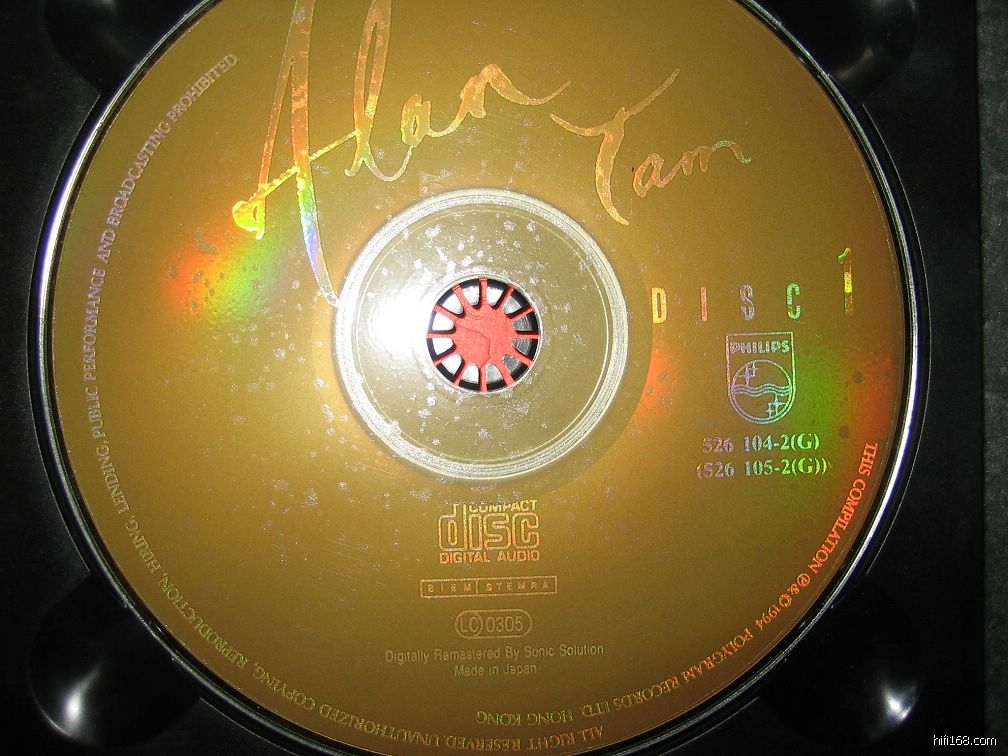 Alan Tam
DISC 1
PHILIPS
526 104-2(G)
(526 105-2(G))
COMPACT
disc
DIGITAL AUDIO
BIEM STEMRA
LC 0305
Digitally Remastered By Sonic Solution
Made in Japan
THIS COMPILATION ℗&©1994 POLYGRAM RECORDS LTD. HONG KONG
ALL RIGHT RESERVED. UNAUTHORIZED COPYING, REPRODUCTION, HIRING, LENDING, PUBLIC PERFORMANCE AND BROADCASTING PROHIBITED
hifi168.com